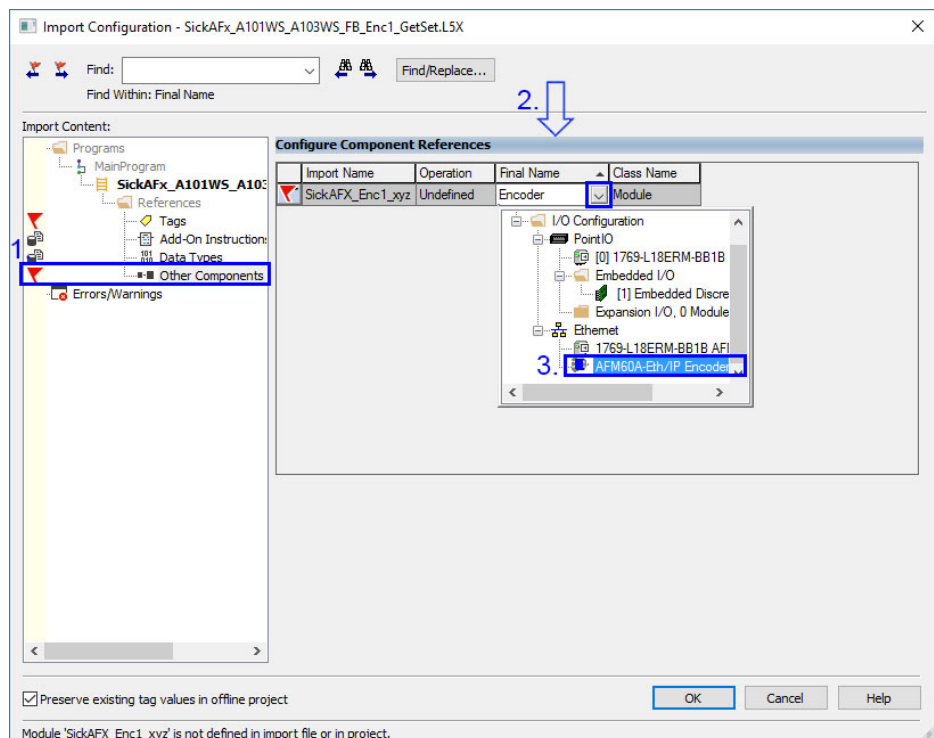 Import Configuration - SickAFx_A101WS_A103WS_FB_Enc1_GetSet.L5X
Find:
Find/Replace...
Find Within: Final Name
2.
Import Content:
Configure Component References
Programs
MainProgram
SickAFx_A101WS_A103
References
Tags
Add-On Instruction:
Data Types
Other Components
Errors/Warnings
1
Import Name Operation Final Name Class Name
SickAFX_Enc1_xyz Undefined Encoder Module
I/O Configuration
PointIO
[0] 1769-L18ERM-BB1B
Embedded I/O
[1] Embedded Discre
Expansion I/O, 0 Module
Ethernet
1769-L18ERM-BB1B AFI
3.
AFM60A-Eth/IP Encoder
Preserve existing tag values in offline project
OK Cancel Help
Module 'SickAFX_Enc1_xyz' is not defined in import file or in project.